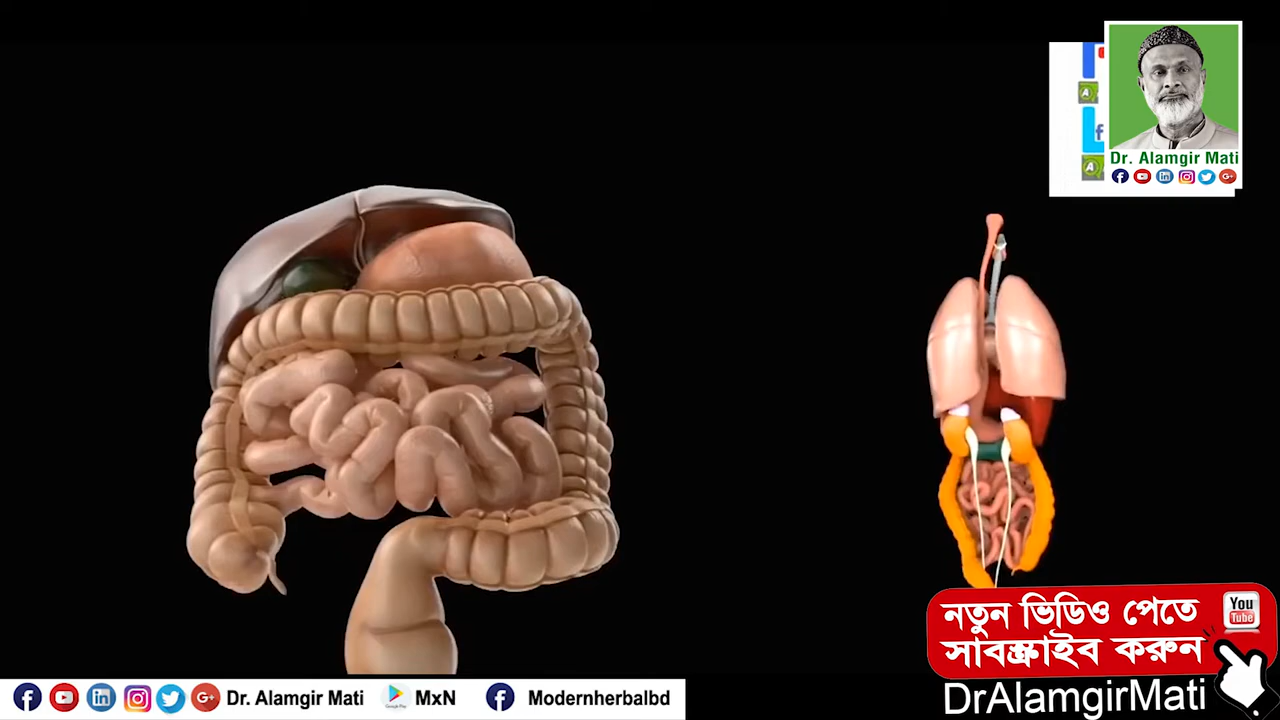 Dr. Alamgir Mati
নতুন ভিডিও পেতে
You
Tube
সাবস্ক্রাইব করুন
DrAlamgirMati
Dr. Alamgir Mati MxN Modernherbalbd